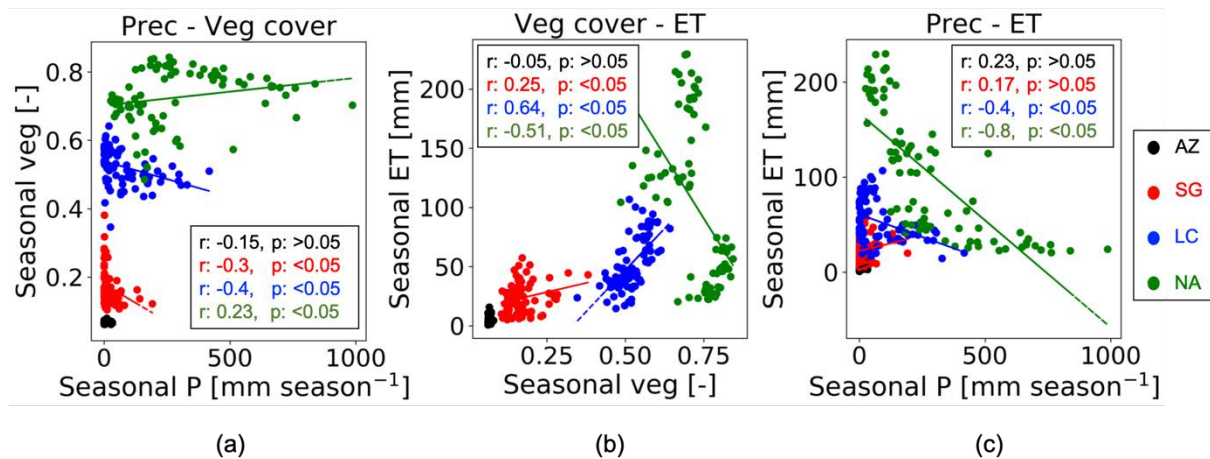 Prec - Veg cover
Seasonal veg [-]
0.8
0.6
0.4
0.2
r: -0.15, p: >0.05
r: -0.3, p: <0.05
r: -0.4, p: <0.05
r: 0.23, p: <0.05
0 500 1000
Seasonal P [mm season⁻¹]
(a)
Veg cover - ET
Seasonal ET [mm]
200
150
100
50
0
r: -0.05, p: >0.05
r: 0.25, p: <0.05
r: 0.64, p: <0.05
r: -0.51, p: <0.05
0.25 0.50 0.75
Seasonal veg [-]
(b)
Prec - ET
Seasonal ET [mm]
200
100
0
r: 0.23, p: >0.05
r: 0.17, p: >0.05
r: -0.4, p: <0.05
r: -0.8, p: <0.05
0 500 1000
Seasonal P [mm season⁻¹]
(c)
AZ
SG
LC
NA